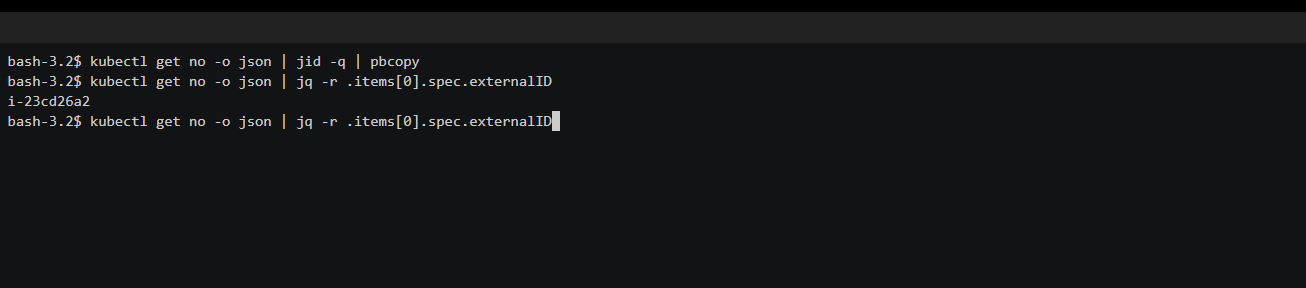 bash-3.2$ kubectl get no -o json | jid -q | pbcopy
bash-3.2$ kubectl get no -o json | jq -r .items[0].spec.externalID
i-23cd26a2
bash-3.2$ kubectl get no -o json | jq -r .items[0].spec.externalID